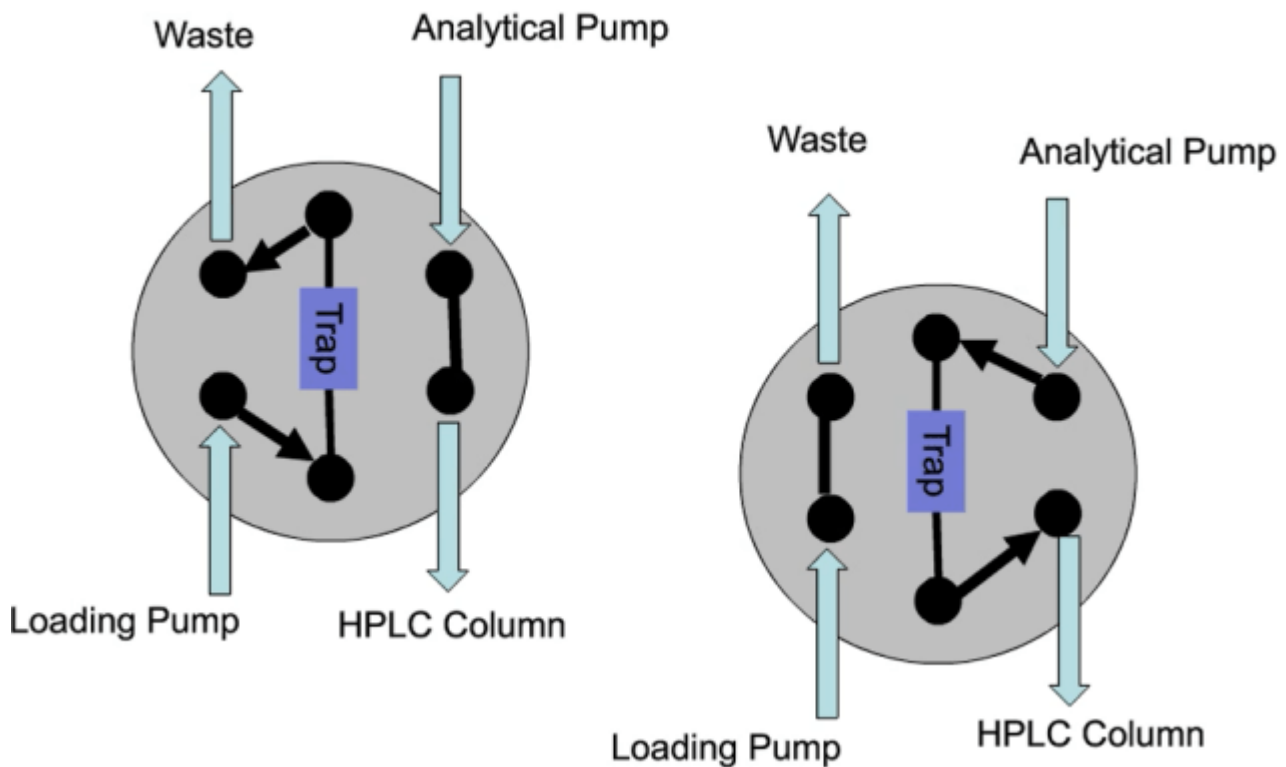 Waste
Analytical Pump
Trap
Loading Pump
HPLC Column
Waste
Analytical Pump
Trap
Loading Pump
HPLC Column